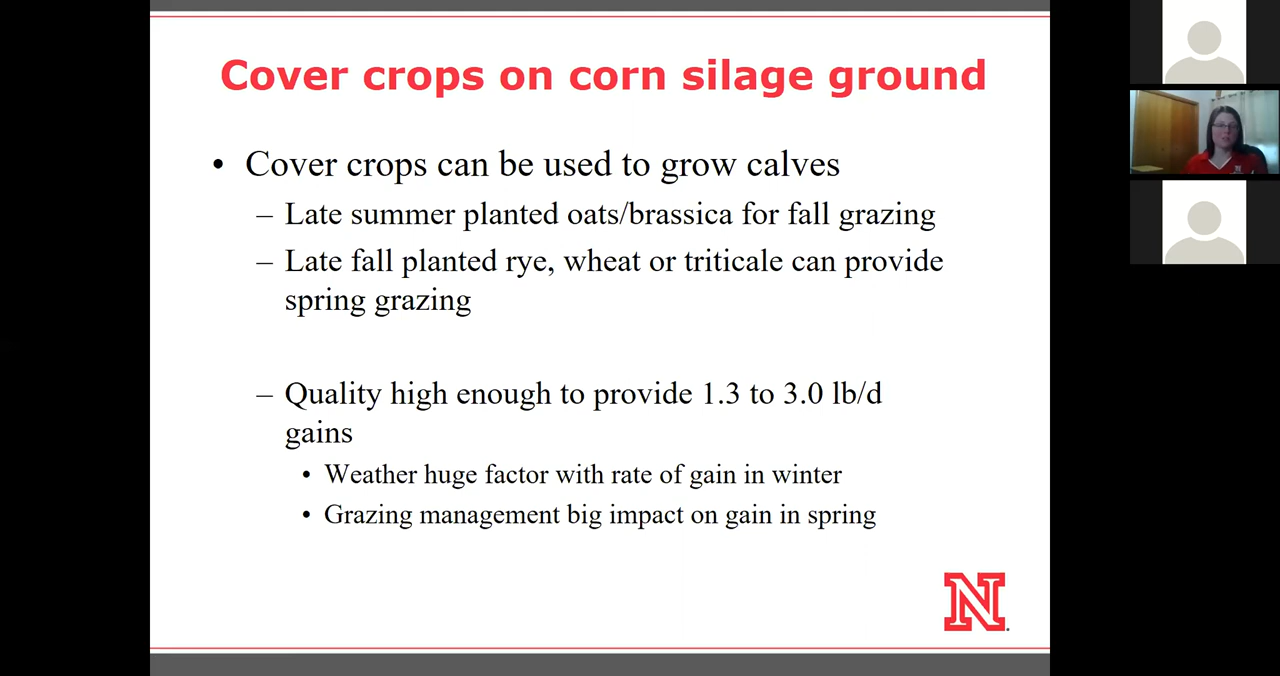 Cover crops on corn silage ground
• Cover crops can be used to grow calves
– Late summer planted oats/brassica for fall grazing
– Late fall planted rye, wheat or triticale can provide
spring grazing
– Quality high enough to provide 1.3 to 3.0 lb/d
gains
• Weather huge factor with rate of gain in winter
• Grazing management big impact on gain in spring
N